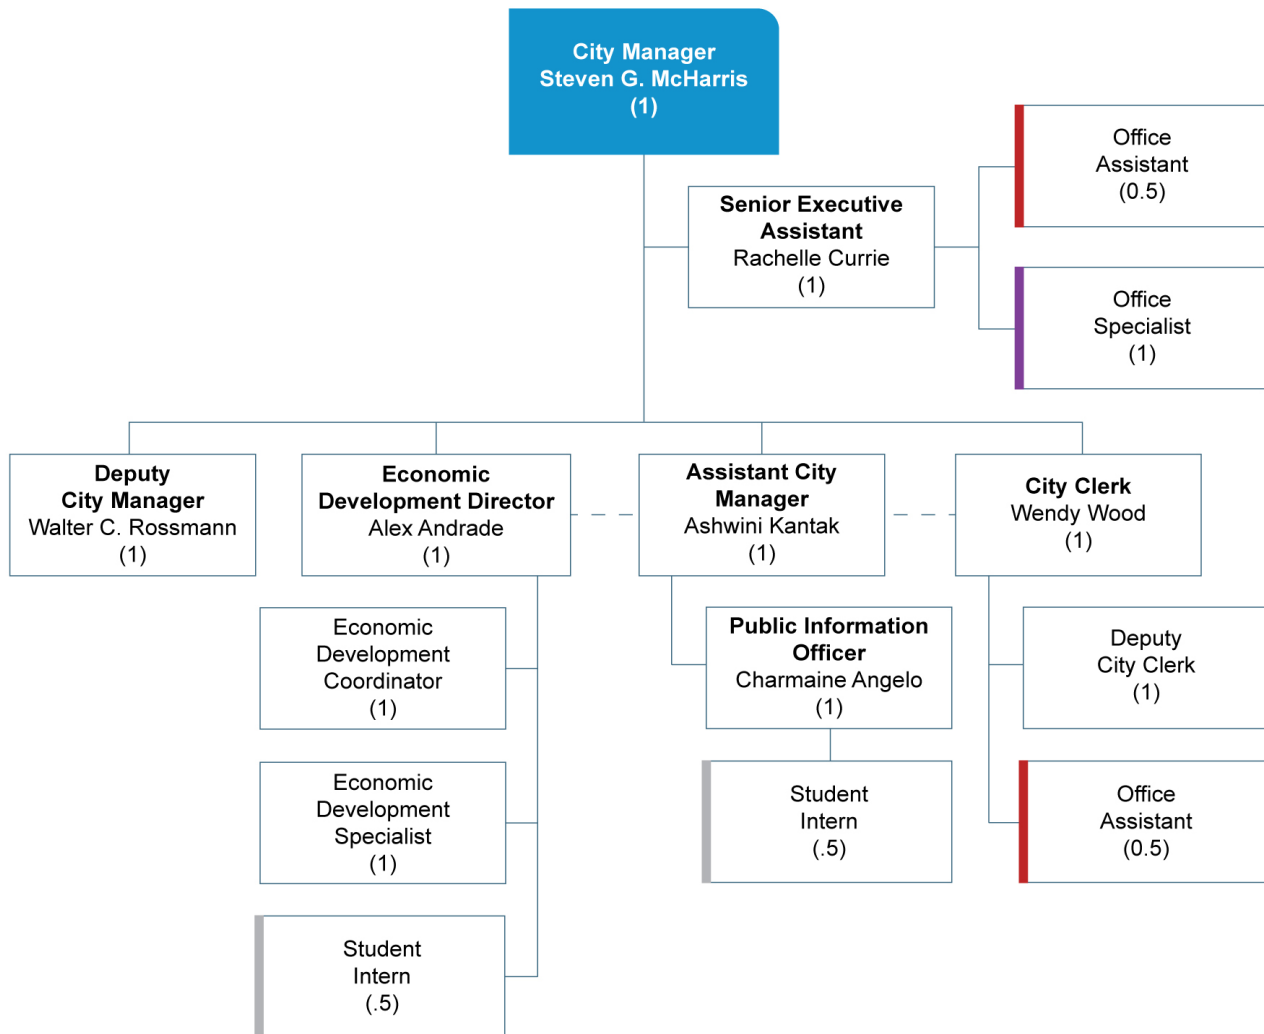 City Manager
Steven G. McHarris
(1)
Senior Executive
Assistant
Rachelle Currie
(1)
Office
Assistant
(0.5)
Office
Specialist
(1)
Deputy
City Manager
Walter C. Rossmann
(1)
Economic
Development Director
Alex Andrade
(1)
Assistant City
Manager
Ashwini Kantak
(1)
City Clerk
Wendy Wood
(1)
Economic
Development
Coordinator
(1)
Economic
Development
Specialist
(1)
Student
Intern
(.5)
Public Information
Officer
Charmaine Angelo
(1)
Student
Intern
(.5)
Deputy
City Clerk
(1)
Office
Assistant
(0.5)